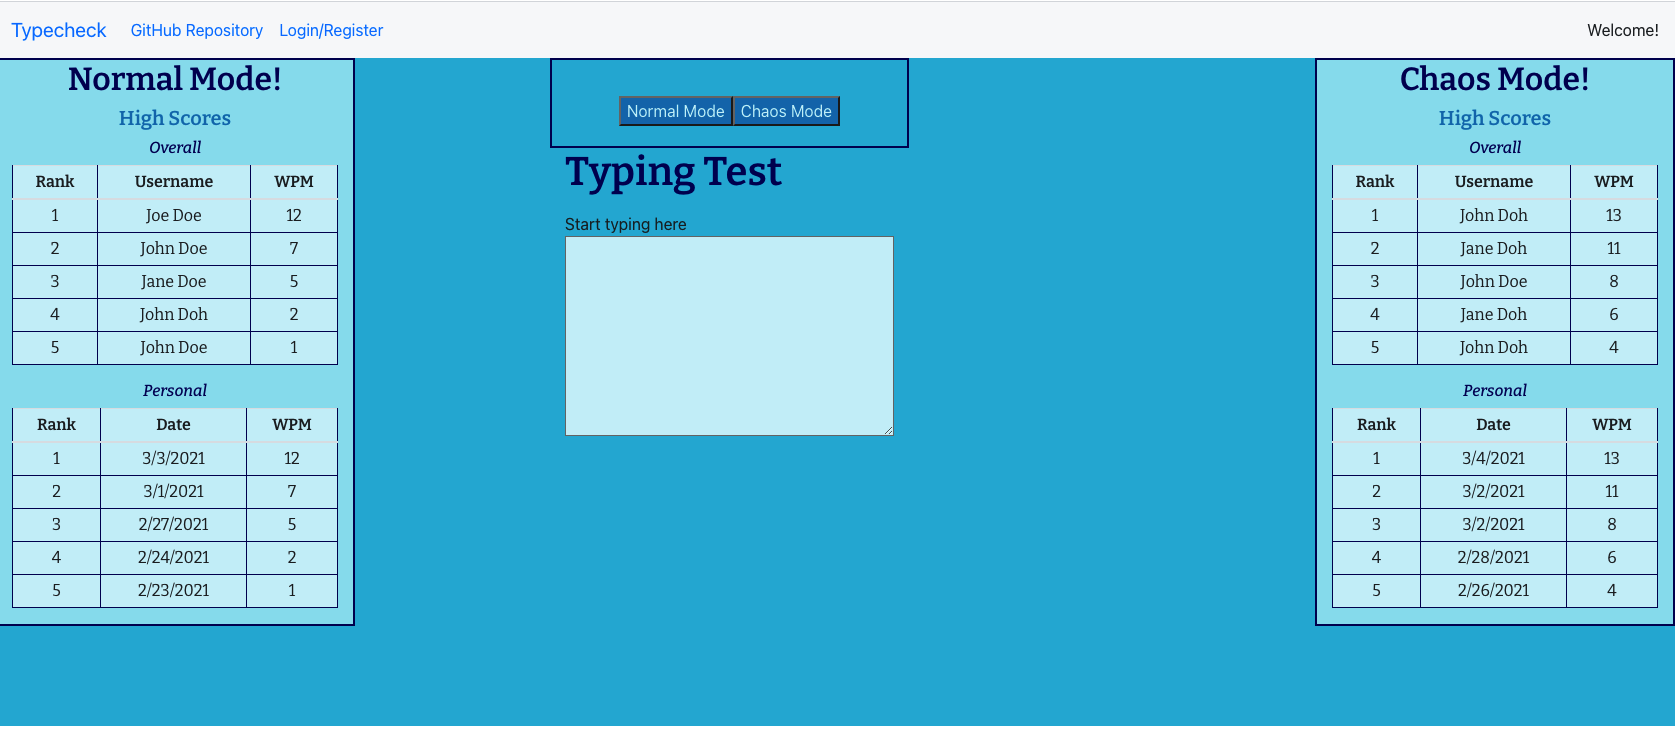 Typecheck GitHub Repository Login/Register Welcome!
Normal Mode!
High Scores
Overall
Rank Username WPM
1 Joe Doe 12
2 John Doe 7
3 Jane Doe 5
4 John Doh 2
5 John Doe 1
Personal
Rank Date WPM
1 3/3/2021 12
2 3/1/2021 7
3 2/27/2021 5
4 2/24/2021 2
5 2/23/2021 1
Normal Mode Chaos Mode
Typing Test
Start typing here
Chaos Mode!
High Scores
Overall
Rank Username WPM
1 John Doh 13
2 Jane Doh 11
3 John Doe 8
4 Jane Doh 6
5 John Doh 4
Personal
Rank Date WPM
1 3/4/2021 13
2 3/2/2021 11
3 3/2/2021 8
4 2/28/2021 6
5 2/26/2021 4